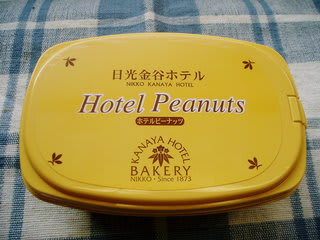 日光金谷ホテル
NIKKO KANAYA HOTEL
Hotel Peanuts
ホテルピーナッツ
KANAYA HOTEL
BAKERY
NIKKO・Since 1873